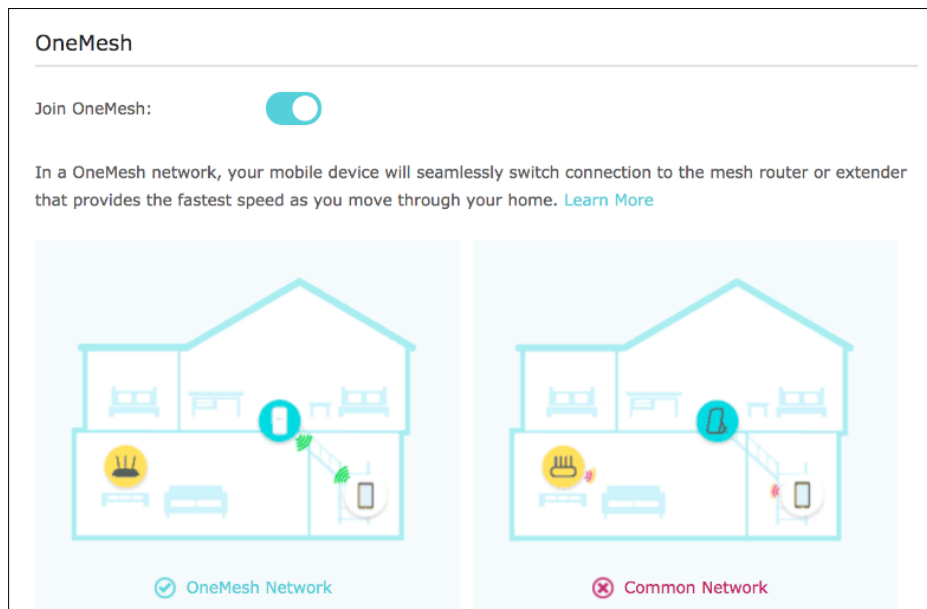 OneMesh
Join OneMesh:
In a OneMesh network, your mobile device will seamlessly switch connection to the mesh router or extender
that provides the fastest speed as you move through your home. Learn More
OneMesh Network
Common Network